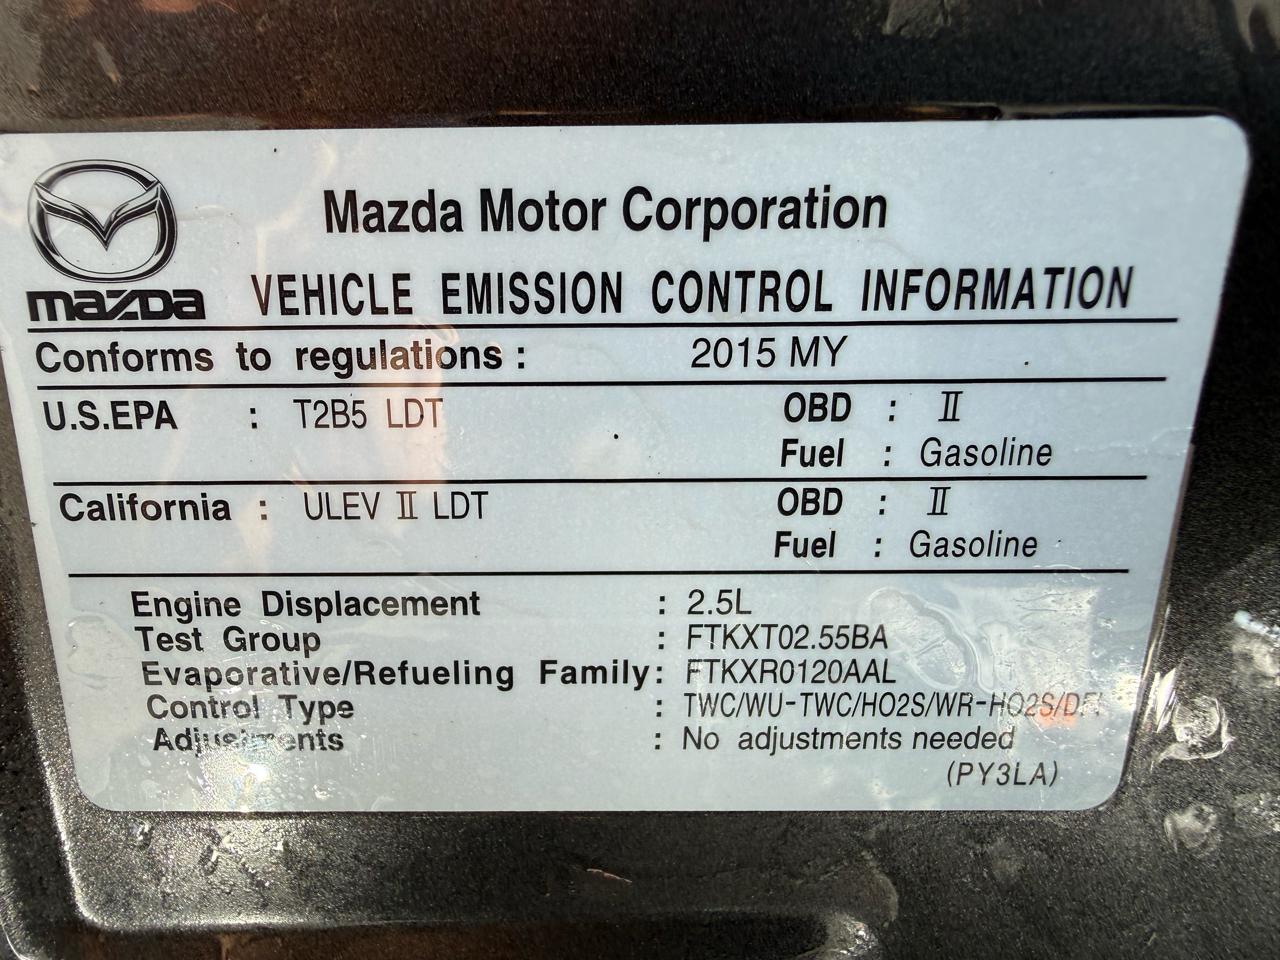 Mazda Motor Corporation
mazda VEHICLE EMISSION CONTROL INFORMATION
Conforms to regulations : 2015 MY
U.S.EPA : T2B5 LDT OBD : II
Fuel : Gasoline
California : ULEV II LDT OBD : II
Fuel : Gasoline
Engine Displacement : 2.5L
Test Group : FTKXT02.55BA
Evaporative/Refueling Family: FTKXR0120AAL
Control Type : TWC/WU-TWC/HO2S/WR-HO2S/DFI
Adjustments : No adjustments needed
(PY3LA)